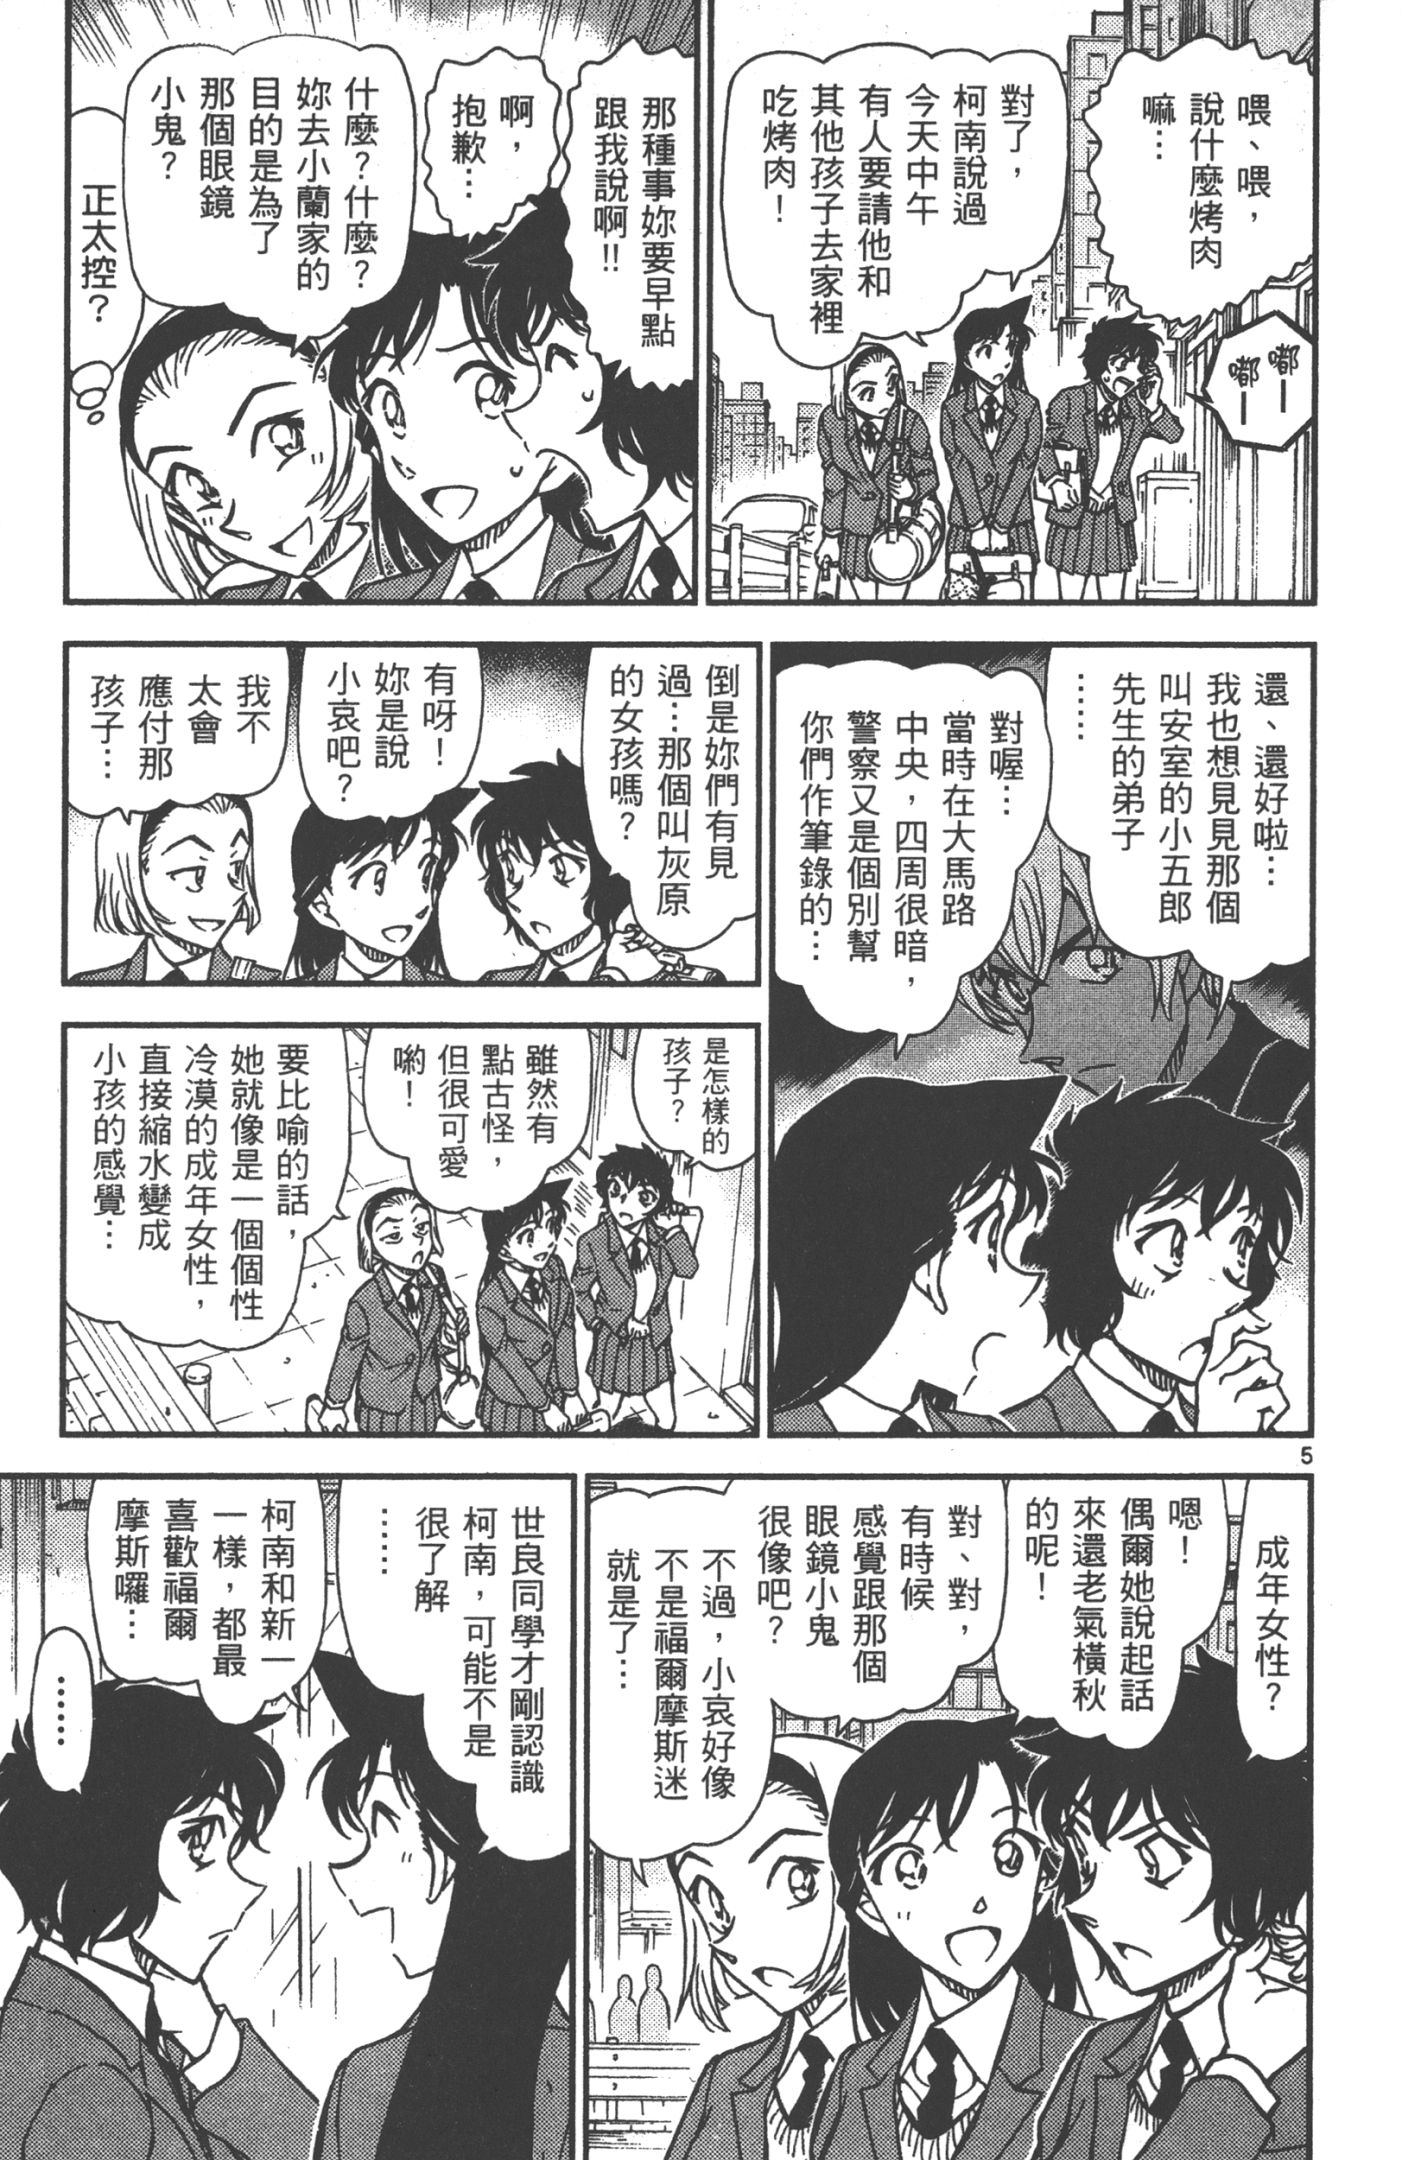 喂、喂，
說什麼烤肉
嘛…
嘟—
嘟—
對了，
柯南說過
今天中午
有人要請他和
其他孩子去家裡
吃烤肉！
那種事妳要早點
跟我說啊!!
啊，
抱歉…
什麼？什麼？
妳去小蘭家的
目的是為了
那個眼鏡
小鬼？
正太控？
還、還好啦…
我也想見見那個
叫安室的小五郎
先生的弟子
……
對喔…
當時在大馬路
中央，四周很暗，
警察又是個別幫
你們作筆錄的…
倒是妳們有見
過…那個叫灰原
的女孩嗎？
有呀！
妳是說
小哀吧？
我不
太會
應付那
孩子…
是怎樣的
孩子？
雖然有
點古怪，
但很可愛
喲！
要比喻的話，
她就像是一個個性
冷漠的成年女性，
直接縮水變成
小孩的感覺…
5
成年女性？
嗯！
偶爾她說起話
來還老氣橫秋
的呢！
對、對，
有時候
感覺跟那個
眼鏡小鬼
很像吧？
不過，小哀好像
不是福爾摩斯迷
就是了…
世良同學才剛認識
柯南，可能不是
很了解
……
柯南和新一
一樣，都最
喜歡福爾
摩斯囉…
……